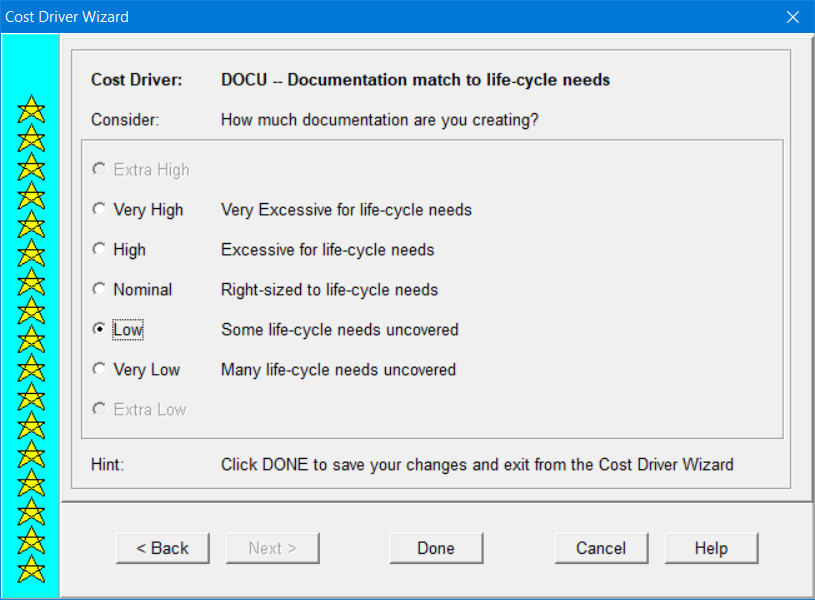 Cost Driver Wizard
Cost Driver: DOCU -- Documentation match to life-cycle needs
Consider: How much documentation are you creating?
Extra High
Very High Very Excessive for life-cycle needs
High Excessive for life-cycle needs
Nominal Right-sized to life-cycle needs
Low Some life-cycle needs uncovered
Very Low Many life-cycle needs uncovered
Extra Low
Hint: Click DONE to save your changes and exit from the Cost Driver Wizard
< Back Next > Done Cancel Help